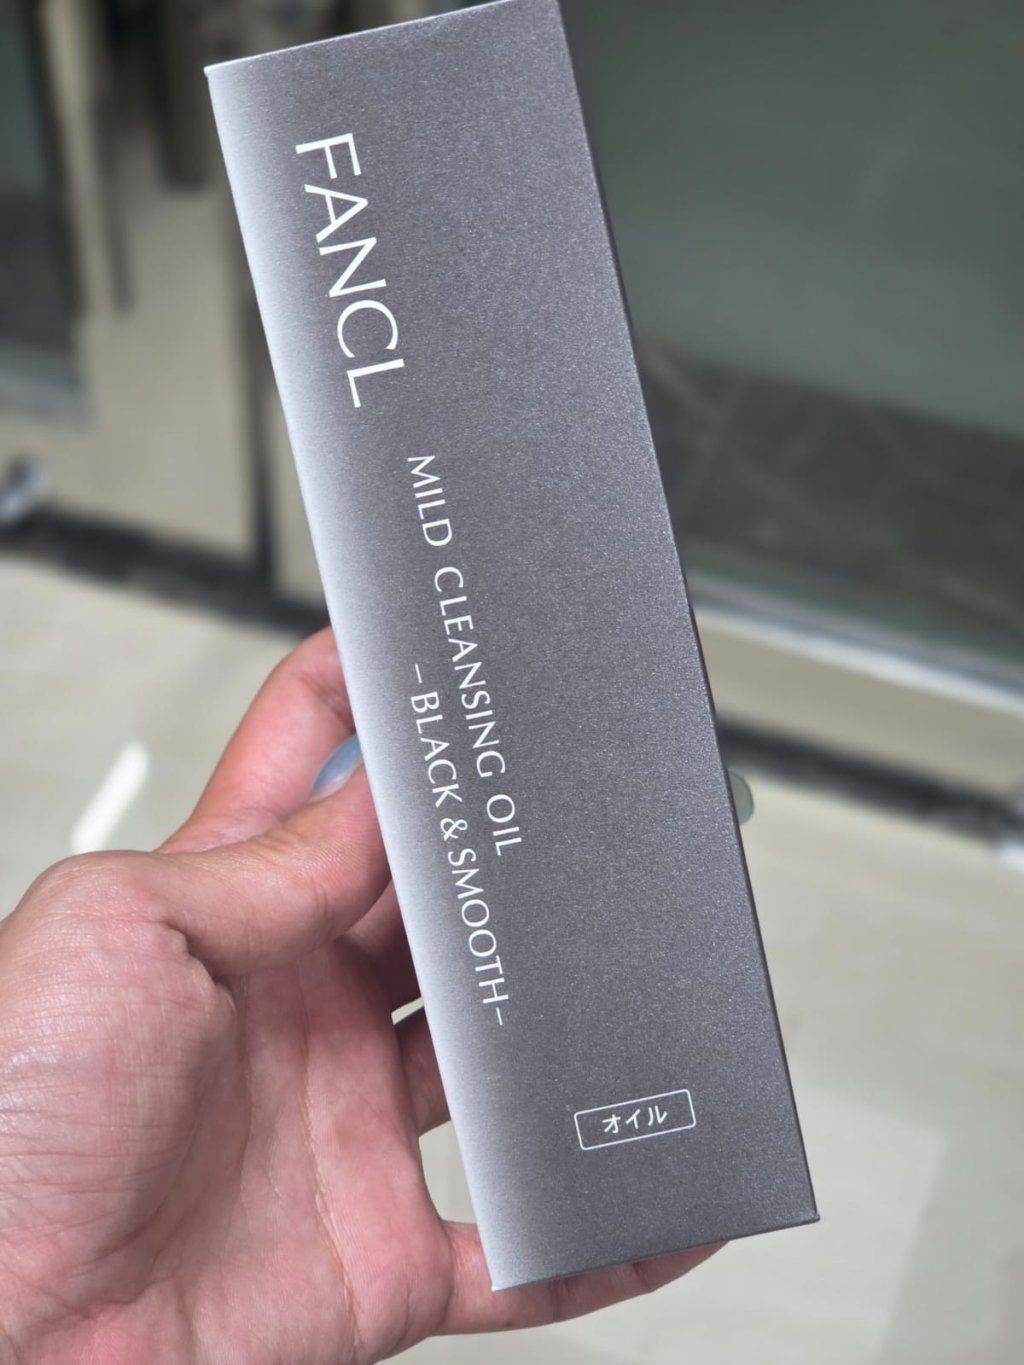 FANCL
MILD CLEANSING OIL
–BLACK & SMOOTH–
オイル